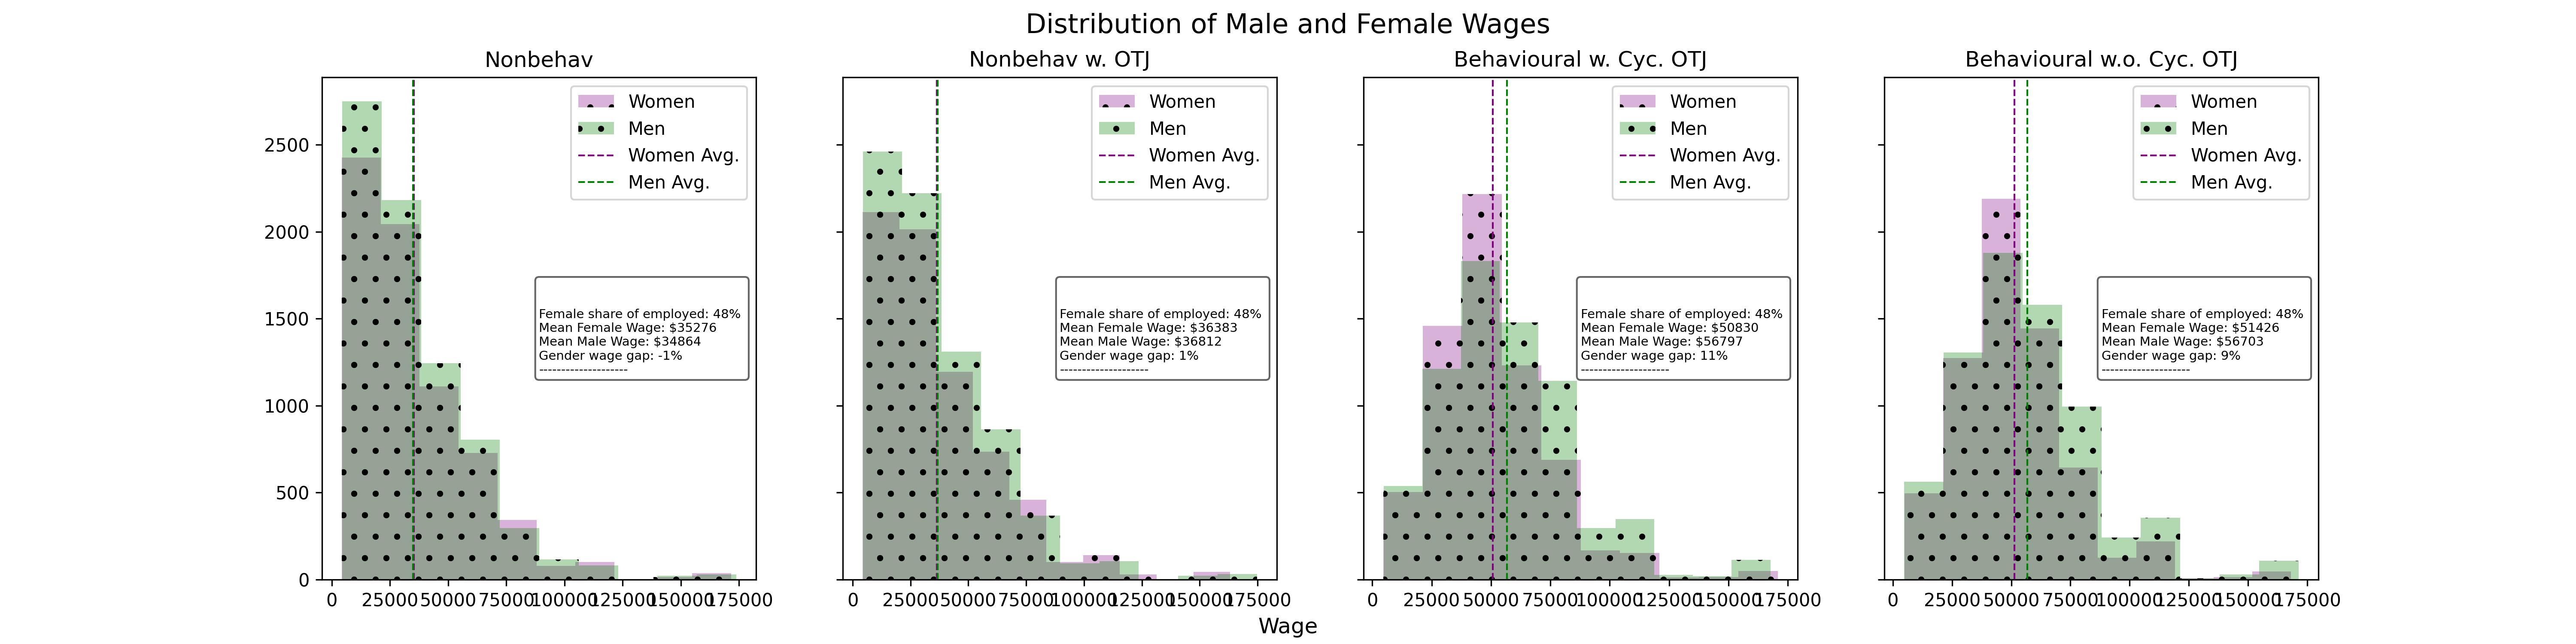 Distribution of Male and Female Wages
Nonbehav
2500
2000
1500
1000
500
0
Women
Men
Women Avg.
Men Avg.
Female share of employed: 48%
Mean Female Wage: $35276
Mean Male Wage: $34864
Gender wage gap: -1%
--------------------
0 25000 50000 75000 100000 125000 150000 175000
Nonbehav w. OTJ
Women
Men
Women Avg.
Men Avg.
Female share of employed: 48%
Mean Female Wage: $36383
Mean Male Wage: $36812
Gender wage gap: 1%
--------------------
0 25000 50000 75000 100000 125000 150000 175000
Behavioural w. Cyc. OTJ
Women
Men
Women Avg.
Men Avg.
Female share of employed: 48%
Mean Female Wage: $50830
Mean Male Wage: $56797
Gender wage gap: 11%
--------------------
0 25000 50000 75000 100000 125000 150000 175000
Behavioural w.o. Cyc. OTJ
Women
Men
Women Avg.
Men Avg.
Female share of employed: 48%
Mean Female Wage: $51426
Mean Male Wage: $56703
Gender wage gap: 9%
--------------------
0 25000 50000 75000 100000 125000 150000 175000
Wage